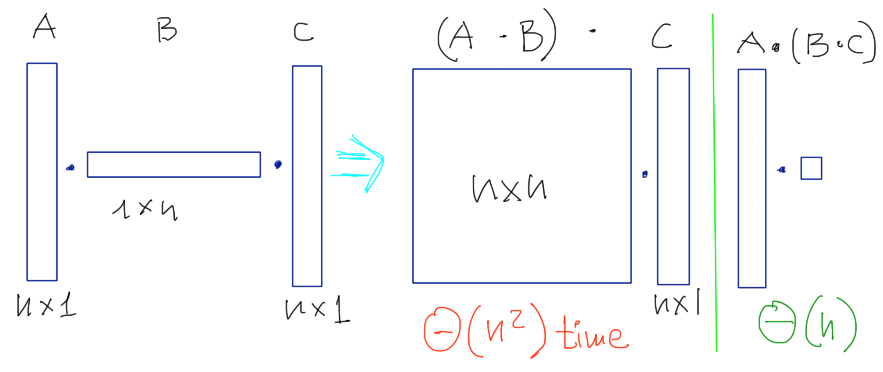 A B C (A · B) · C A · (B · C)
· · n×n · ·
1×n
n×1 n×1 n×1
Θ(n²) time Θ(n)